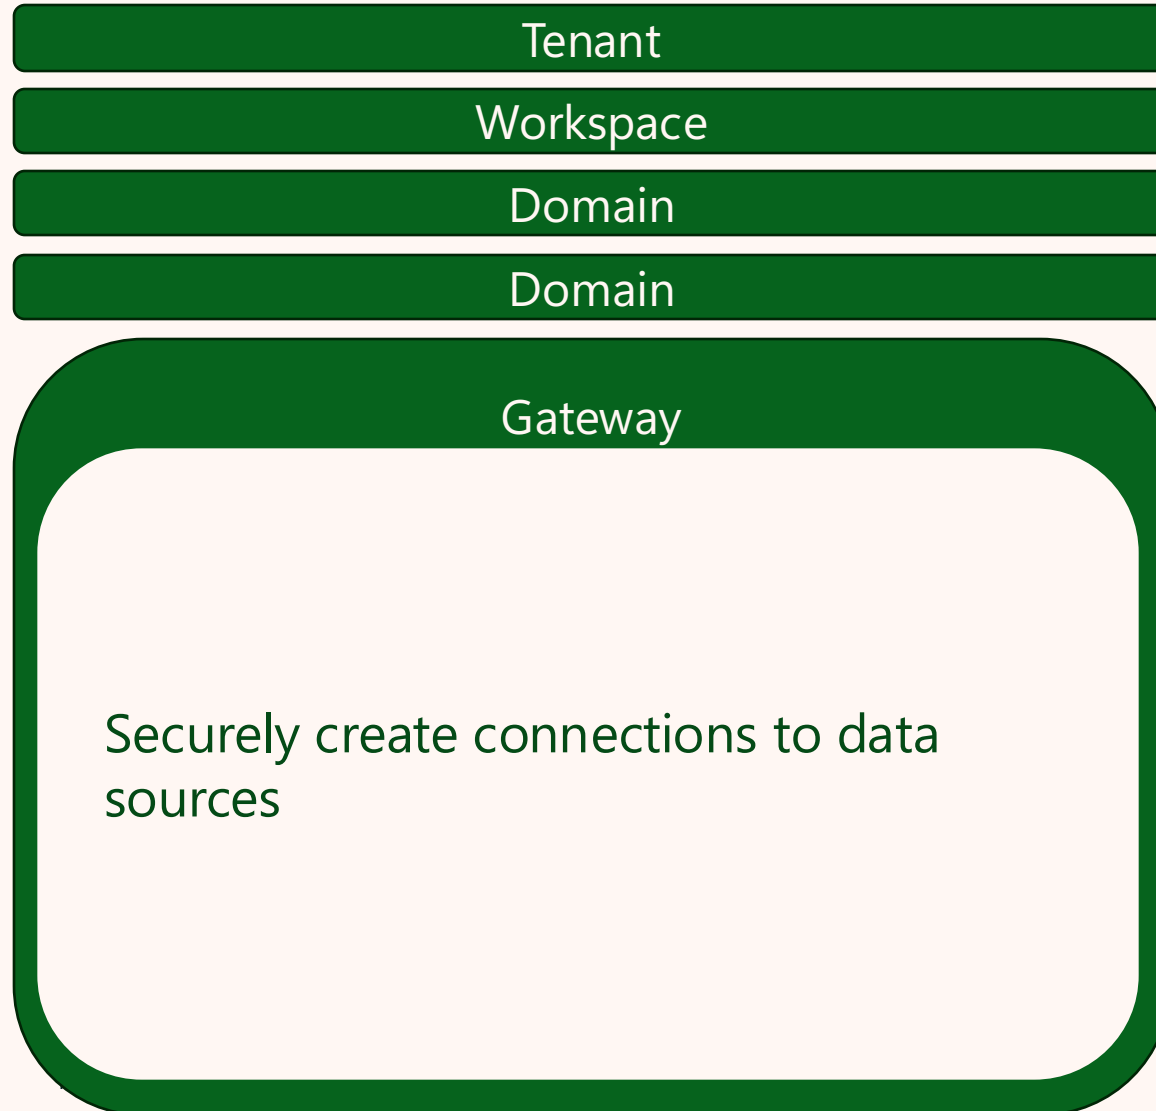 Tenant
Workspace
Domain
Domain
Gateway
Securely create connections to data
sources